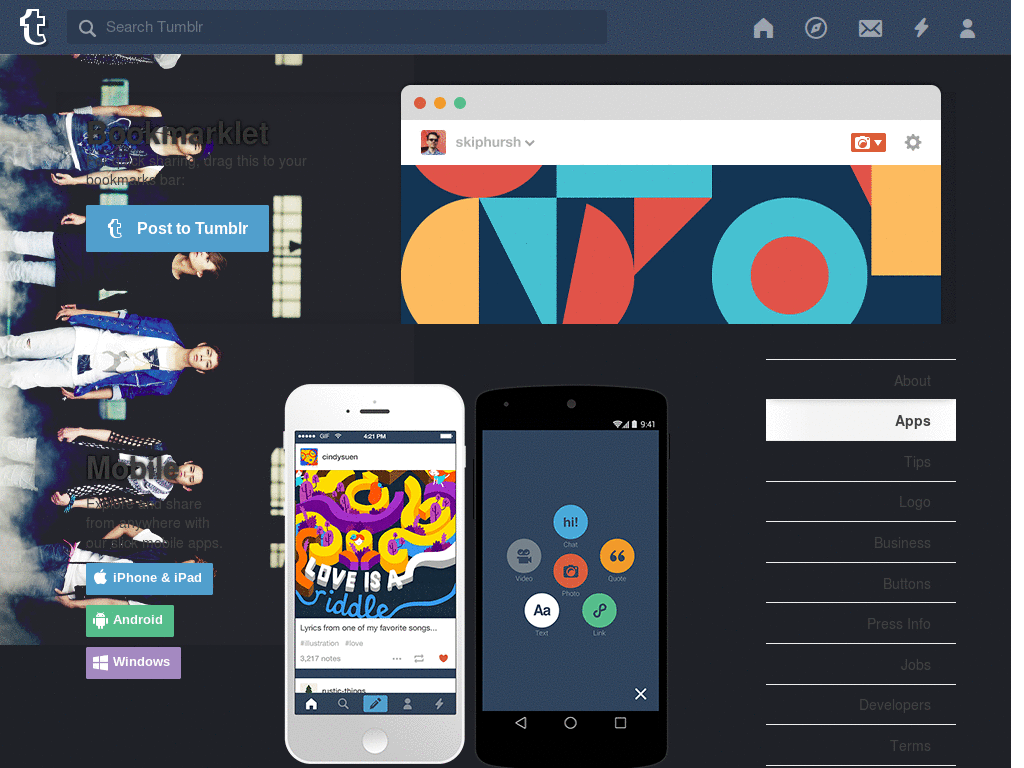 Search Tumblr
Bookmarklet
sharing, drag this to your
bookmarks bar:
Post to Tumblr
skiphursh
Mobile
Explore and share
from anywhere with
our slick mobile apps.
iPhone & iPad
Android
Windows
GIF
4:21 PM
cindysuen
LOVE IS A
riddle
Lyrics from one of my favorite songs...
#illustration #love
3,217 notes
rustic-things
9:41
hi!
Chat
Video
Quote
Photo
Aa
Text
Link
About
Apps
Tips
Logo
Business
Buttons
Press Info
Jobs
Developers
Terms